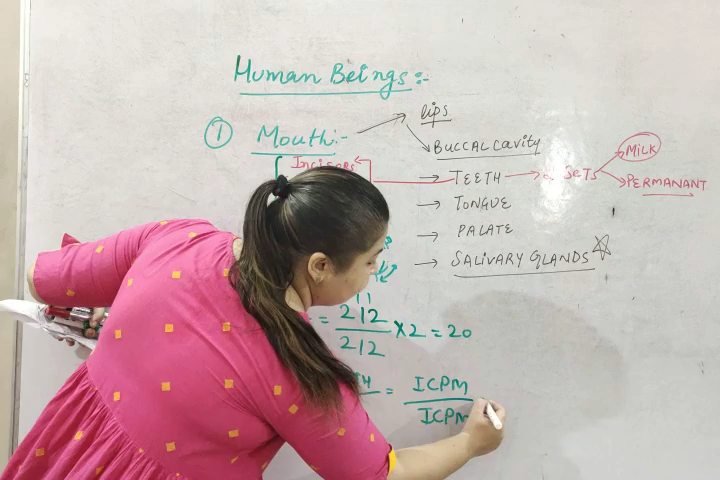 Human Beings:-
① Mouth:-
lips
Buccal cavity
Incisors
→ TEETH → SeTs
Milk
PERMANANT
→ TONGUE
→ PALATE
→ SALIVARY GLANDS ☆
11
= 212/212 × 2 = 20
= ICPM/ICPM